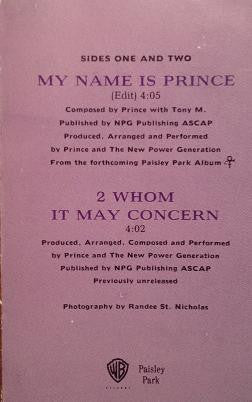 SIDES ONE AND TWO
MY NAME IS PRINCE
(Edit) 4:05
Composed by Prince with Tony M.
Published by NPG Publishing ASCAP
Produced, Arranged and Performed
by Prince and The New Power Generation
From the forthcoming Paisley Park Album
2 WHOM
IT MAY CONCERN
4:02
Produced, Arranged, Composed and Performed
by Prince and The New Power Generation
Published by NPG Publishing ASCAP
Previously unreleased
Photography by Randee St. Nicholas
WB
RECORDS
Paisley
Park